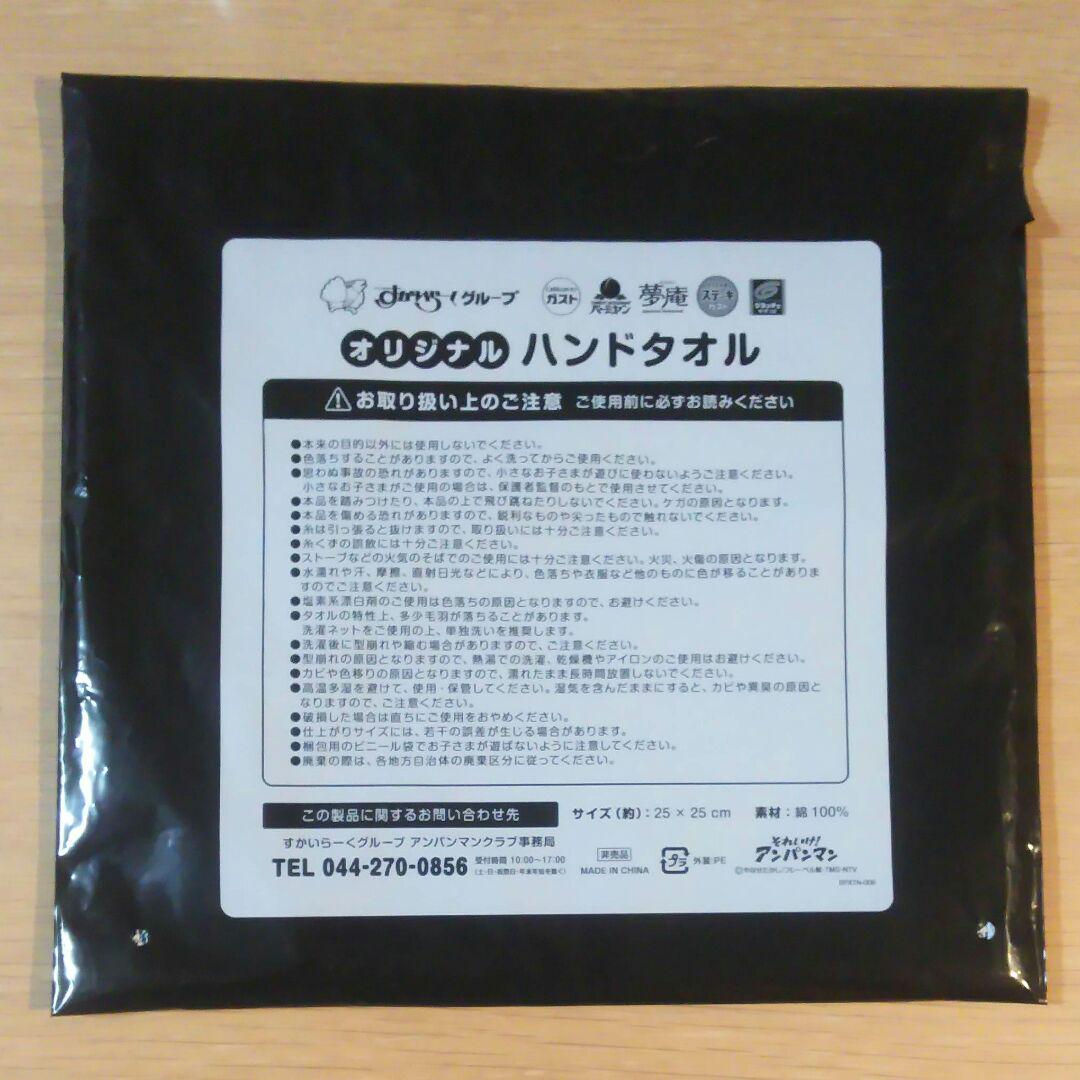 すかいらーくグループ ガスト バーミヤン 夢庵 ステーキガスト グラッチェ
オリジナル ハンドタオル
お取り扱い上のご注意 ご使用前に必ずお読みください
●本来の目的以外には使用しないでください。
●色落ちすることがありますので、よく洗ってからご使用ください。
●思わぬ事故の恐れがありますので、小さなお子さまが遊びに使わないようご注意ください。
小さなお子さまがご使用の場合は、保護者監督のもとで使用させてください。
●本品を踏みつけたり、本品の上で飛び跳ねたりしないでください。ケガの原因となります。
●本品を傷める恐れがありますので、鋭利なものや尖ったもので触れないでください。
●糸は引っ張ると抜けますので、取り扱いには十分ご注意ください。
●糸くずの誤飲には十分ご注意ください。
●ストーブなどの火気のそばでのご使用には十分ご注意ください。火災、火傷の原因となります。
●水濡れや汗、摩擦、直射日光などにより、色落ちや衣服など他のものに色が移ることがありま
すのでご注意ください。
●塩素系漂白剤のご使用は色落ちの原因となりますので、お避けください。
●タオルの特性上、多少毛羽が落ちることがあります。
洗濯ネットをご使用の上、単独洗いを推奨します。
●洗濯後に型崩れや縮む場合がありますので、ご注意ください。
●型崩れの原因となりますので、熱湯での洗濯、乾燥機やアイロンのご使用はお避けください。
●カビや色移りの原因となりますので、濡れたまま長時間放置しないでください。
●高温多湿を避けて、使用・保管してください。湿気を含んだままにすると、カビや異臭の原因と
なりますので、ご注意ください。
●破損した場合は直ちにご使用をおやめください。
●仕上がりサイズには、若干の誤差が生じる場合があります。
●梱包用のビニール袋でお子さまが遊ばないように注意してください。
●廃棄の際は、各地方自治体の廃棄区分に従ってください。
この製品に関するお問い合わせ先 サイズ(約):25×25cm 素材:綿100%
すかいらーくグループ アンパンマンクラブ事務局
TEL 044-270-0856 受付時間 10:00~17:00
(土・日・祝祭日・年末年始を除く)
非売品
MADE IN CHINA
プラ 外装:PE
それいけ!
アンパンマン
©やなせたかし/フレーベル館・TMS・NTV